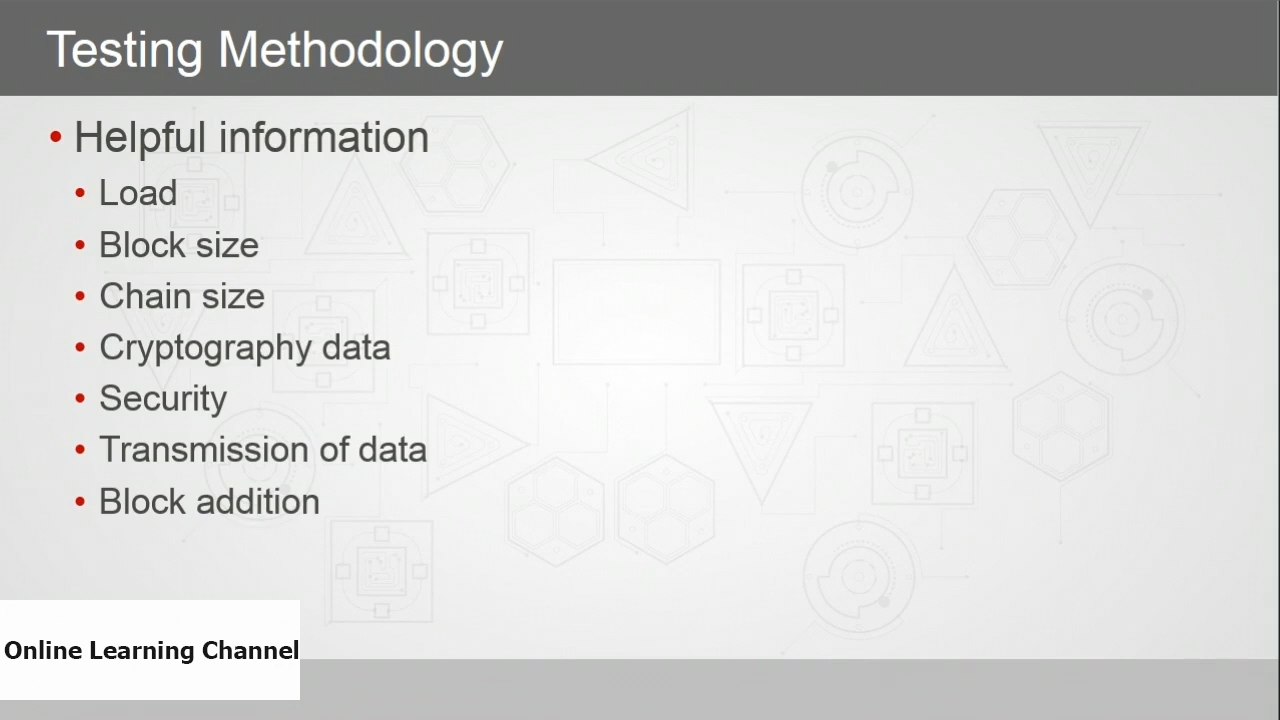 Testing Methodology
• Helpful information
• Load
• Block size
• Chain size
• Cryptography data
• Security
• Transmission of data
• Block addition
Online Learning Channel